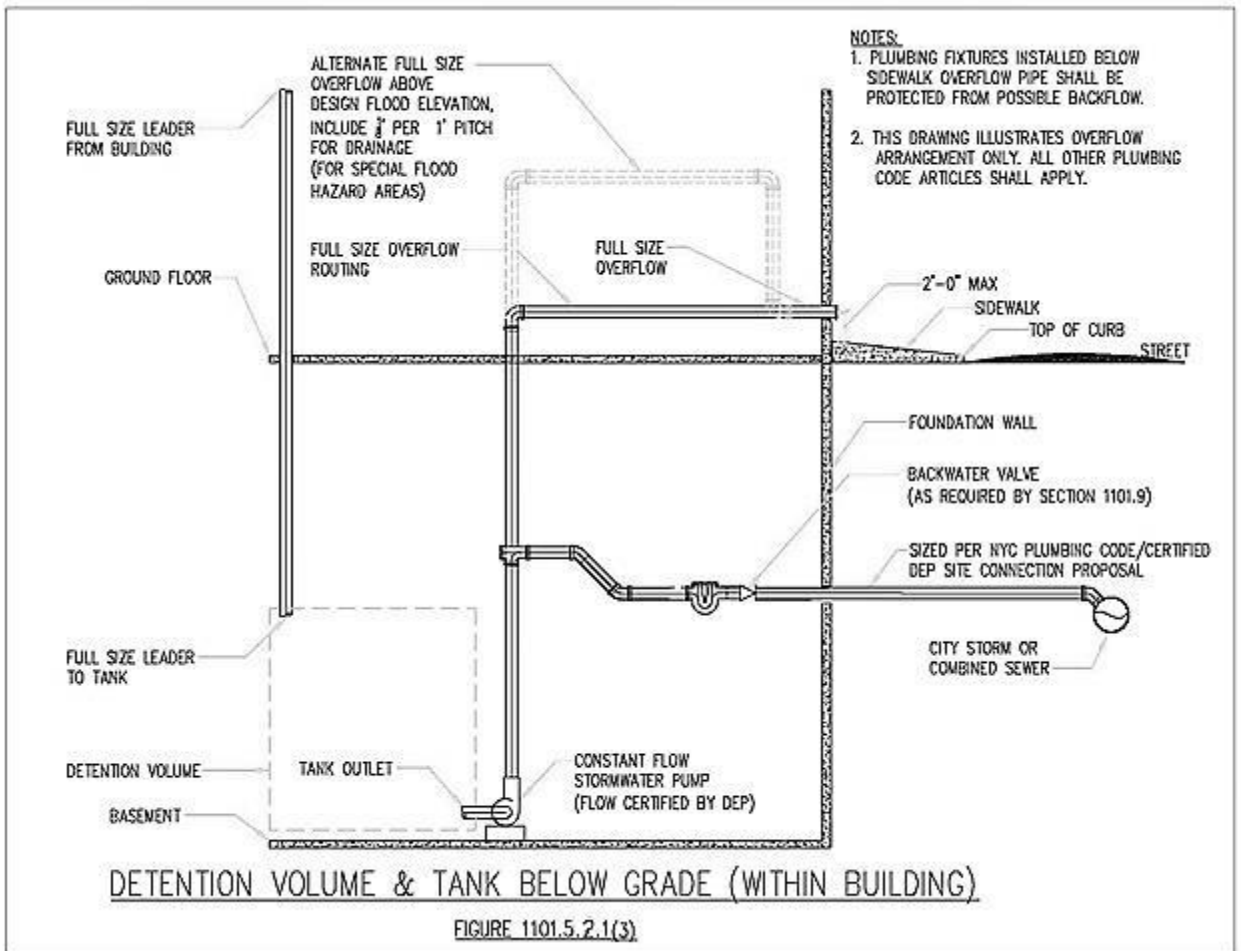 NOTES:
1. PLUMBING FIXTURES INSTALLED BELOW
SIDEWALK OVERFLOW PIPE SHALL BE
PROTECTED FROM POSSIBLE BACKFLOW.
2. THIS DRAWING ILLUSTRATES OVERFLOW
ARRANGEMENT ONLY. ALL OTHER PLUMBING
CODE ARTICLES SHALL APPLY.
ALTERNATE FULL SIZE
OVERFLOW ABOVE
DESIGN FLOOD ELEVATION,
INCLUDE PER 1' PITCH
FOR DRAINAGE
(FOR SPECIAL FLOOD
HAZARD AREAS)
FULL SIZE LEADER
FROM BUILDING
FULL SIZE OVERFLOW
ROUTING
FULL SIZE
OVERFLOW
GROUND FLOOR
2'-0" MAX
SIDEWALK
TOP OF CURB
STREET
FOUNDATION WALL
BACKWATER VALVE
(AS REQUIRED BY SECTION 1101.9)
SIZED PER NYC PLUMBING CODE/CERTIFIED
DEP SITE CONNECTION PROPOSAL
CITY STORM OR
COMBINED SEWER
FULL SIZE LEADER
TO TANK
DETENTION VOLUME
TANK OUTLET
CONSTANT FLOW
STORMWATER PUMP
(FLOW CERTIFIED BY DEP)
BASEMENT
DETENTION VOLUME & TANK BELOW GRADE (WITHIN BUILDING)
FIGURE 1101.5.2.1(3)